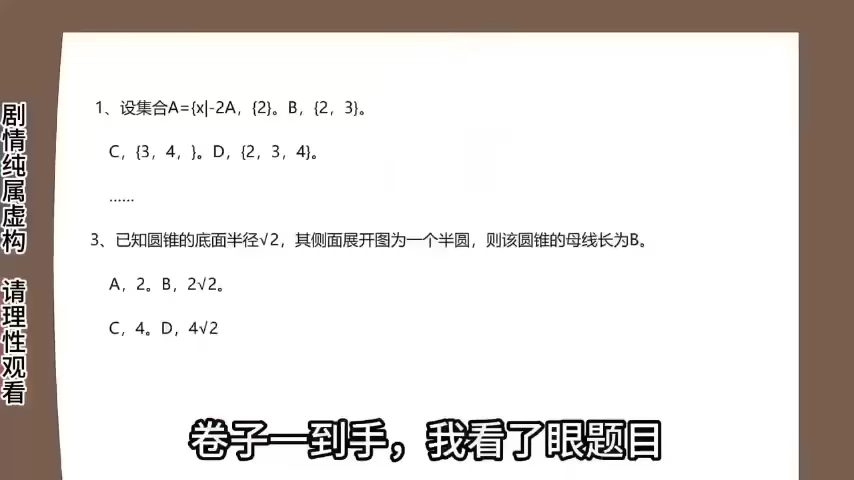 剧情纯属虚构 请理性观看
1、设集合A={x|-2A，{2}。B，{2，3}。
C，{3，4，}。D，{2，3，4}。
……
3、已知圆锥的底面半径√2，其侧面展开图为一个半圆，则该圆锥的母线长为B。
A，2。B，2√2。
C，4。D，4√2
卷子一到手，我看了眼题目